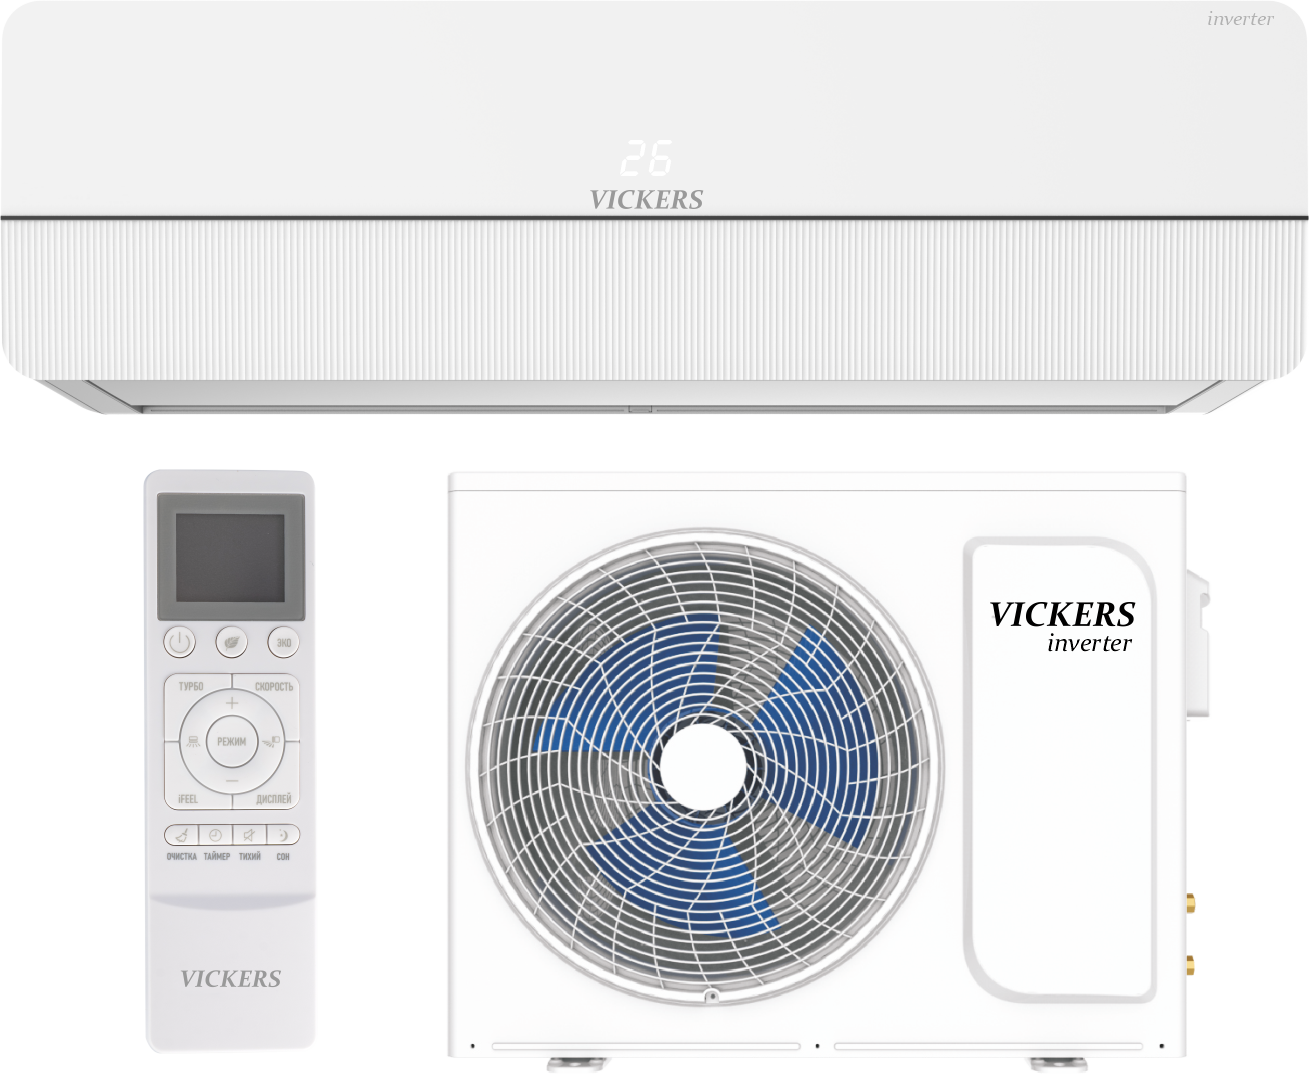 inverter
26
VICKERS
VICKERS
inverter
ЭКО
ТУРБО
СКОРОСТЬ
РЕЖИМ
iFEEL
ДИСПЛЕЙ
ОЧИСТКА ТАЙМЕР ТИХИЙ СОН
VICKERS